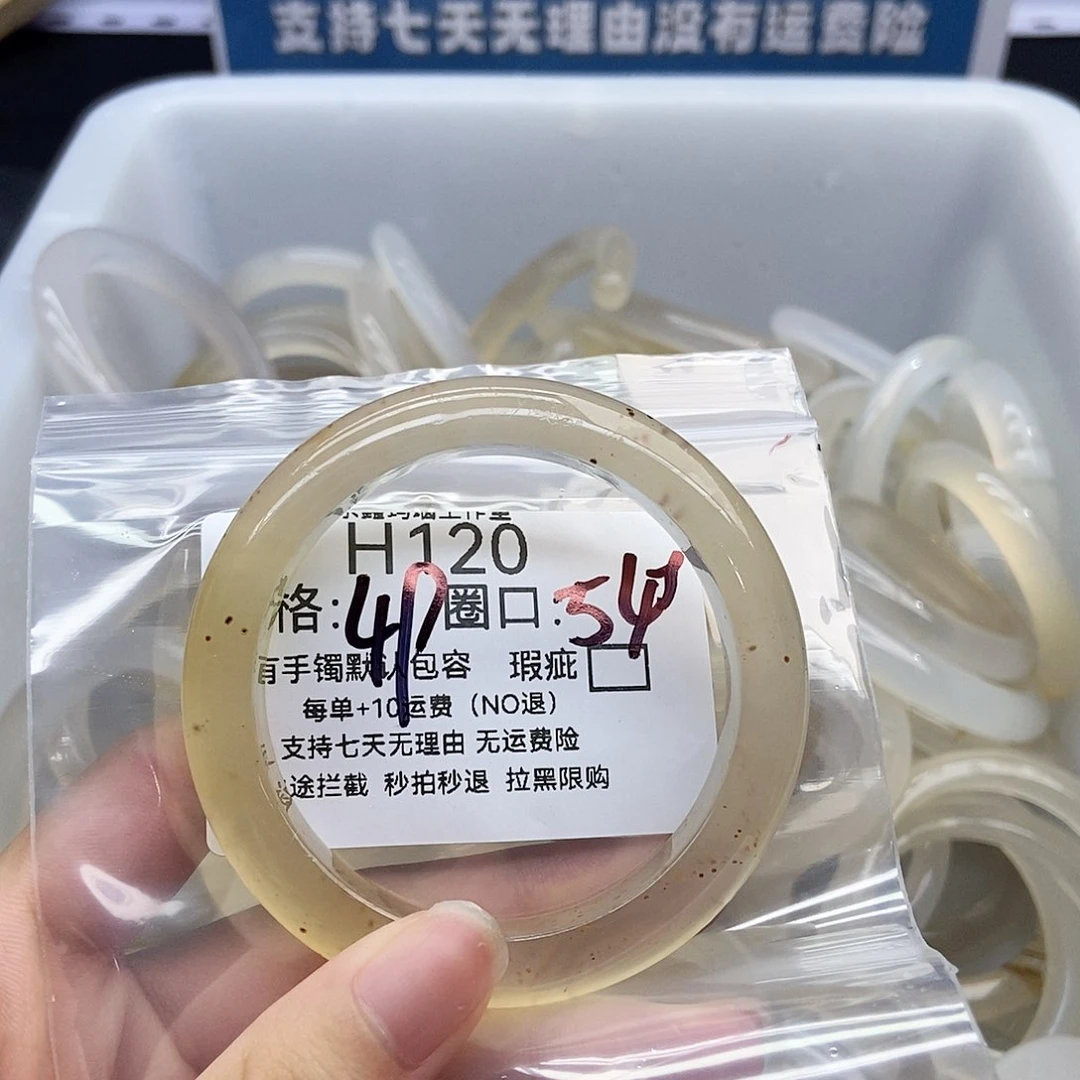 支持七天无理由没有运费险
H120
格: 圈口:54
有手镯默认包容 瑕疵
每单+10运费（NO退）
支持七天无理由 无运费险
途拦截 秒拍秒退 拉黑限购